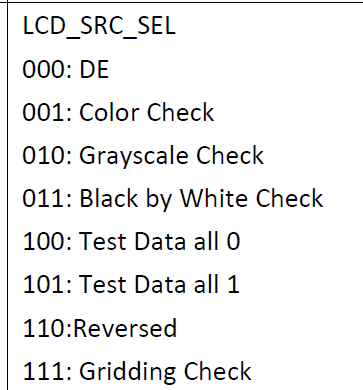 LCD_SRC_SEL
000: DE
001: Color Check
010: Grayscale Check
011: Black by White Check
100: Test Data all 0
101: Test Data all 1
110:Reversed
111: Gridding Check